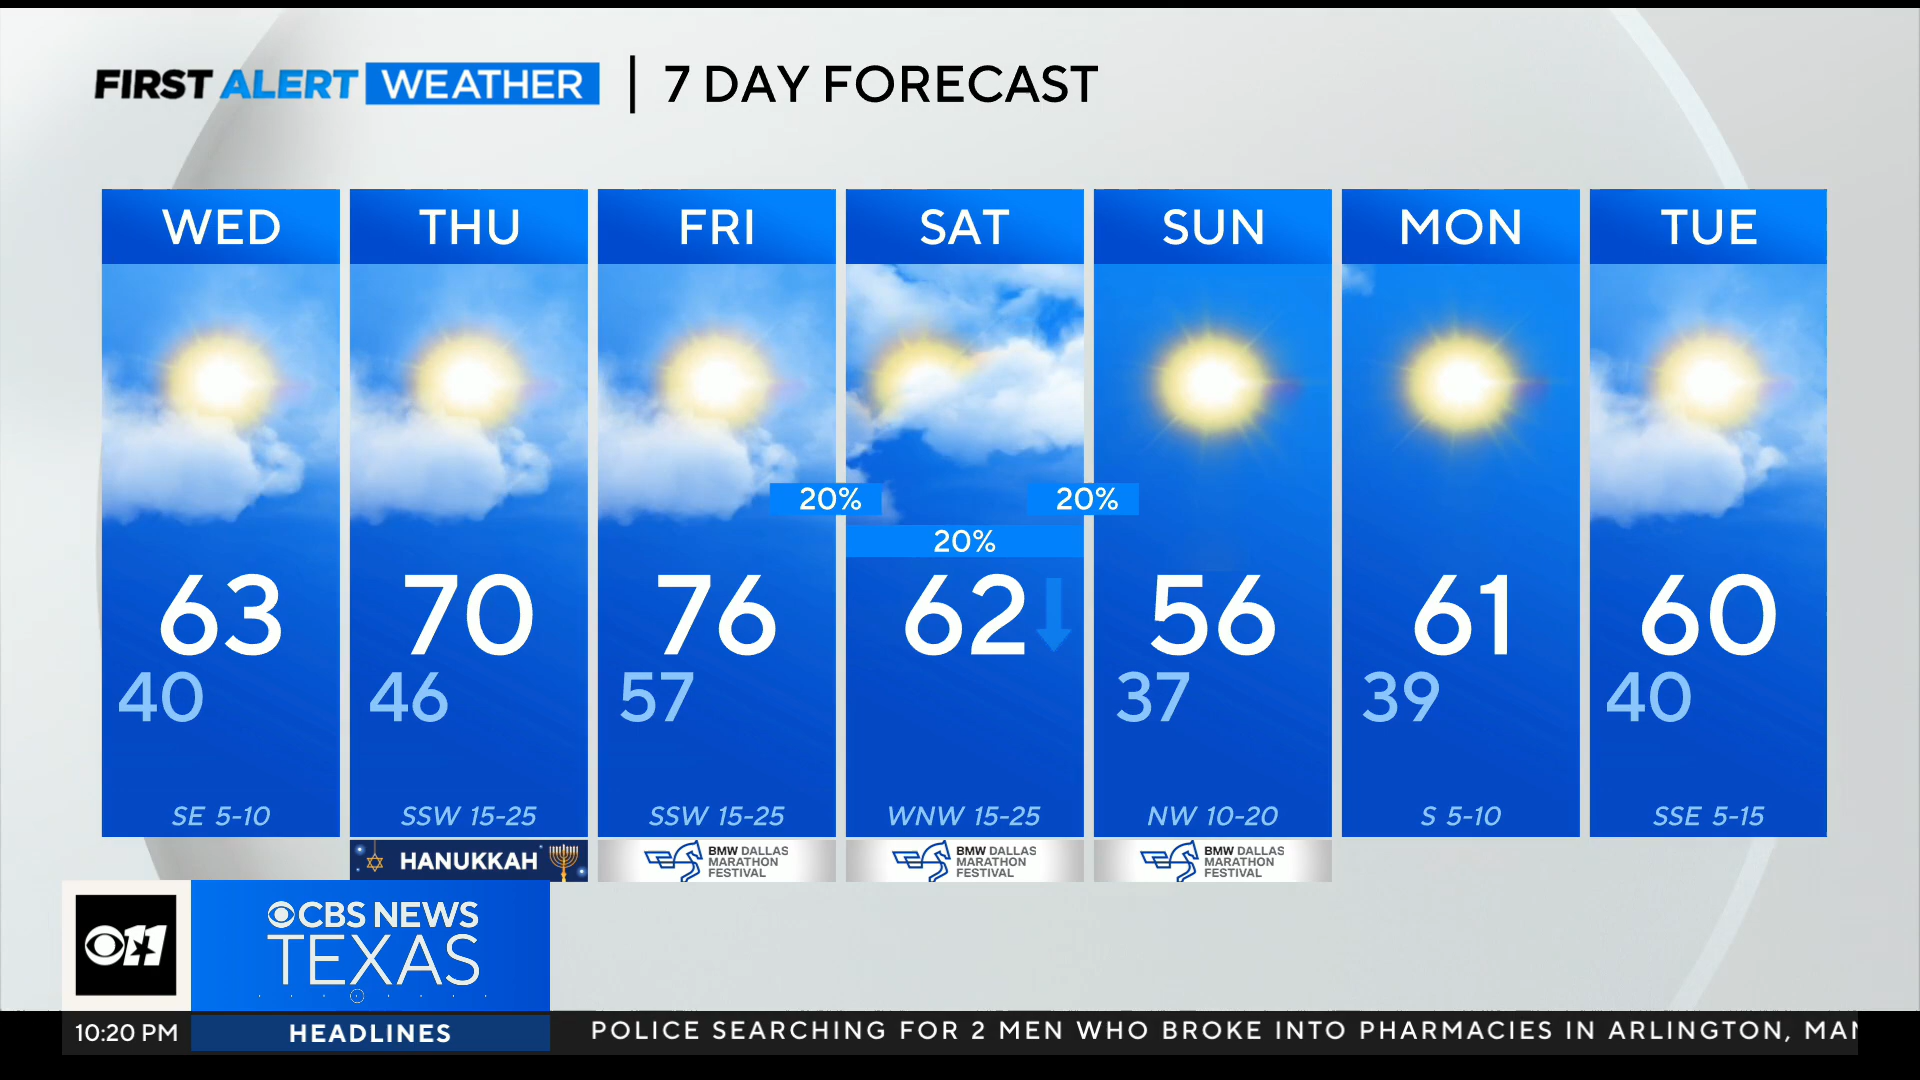 FIRST ALERT WEATHER | 7 DAY FORECAST
WED THU FRI SAT SUN MON TUE
20% 20%
20%
63 70 76 62 56 61 60
40 46 57 37 39 40
SE 5-10 SSW 15-25 SSW 15-25 WNW 15-25 NW 10-20 S 5-10 SSE 5-15
HANUKKAH
BMW DALLAS
MARATHON
FESTIVAL
BMW DALLAS
MARATHON
FESTIVAL
BMW DALLAS
MARATHON
FESTIVAL
11
CBS NEWS
TEXAS
10:20 PM
HEADLINES
POLICE SEARCHING FOR 2 MEN WHO BROKE INTO PHARMACIES IN ARLINGTON,